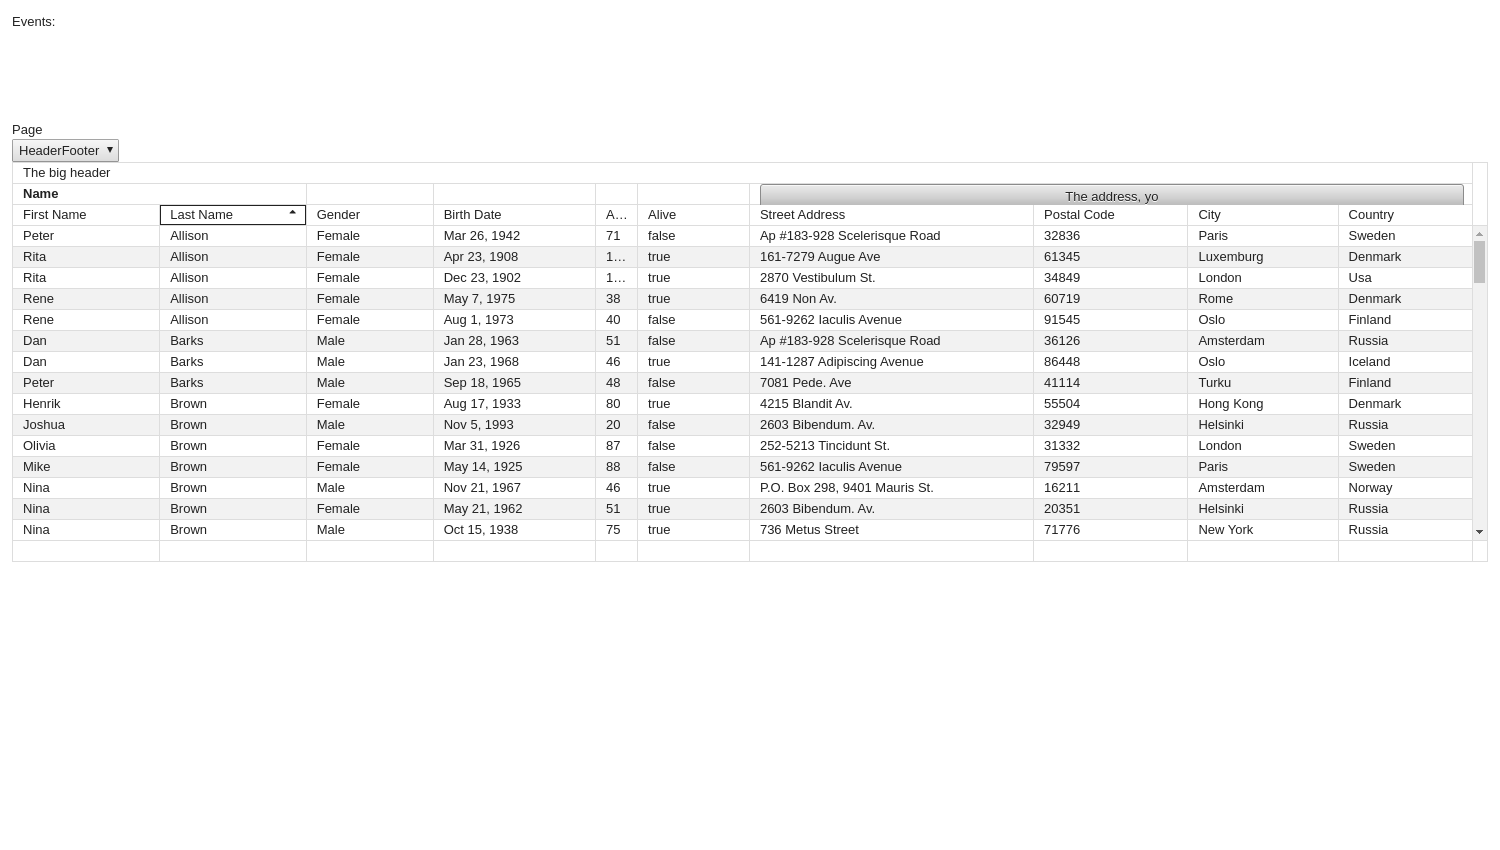 Events:
Page
HeaderFooter ▼
The big header
Name The address, yo
First Name Last Name Gender Birth Date A… Alive Street Address Postal Code City Country
Peter Allison Female Mar 26, 1942 71 false Ap #183-928 Scelerisque Road 32836 Paris Sweden
Rita Allison Female Apr 23, 1908 1… true 161-7279 Augue Ave 61345 Luxemburg Denmark
Rita Allison Female Dec 23, 1902 1… true 2870 Vestibulum St. 34849 London Usa
Rene Allison Female May 7, 1975 38 true 6419 Non Av. 60719 Rome Denmark
Rene Allison Female Aug 1, 1973 40 false 561-9262 Iaculis Avenue 91545 Oslo Finland
Dan Barks Male Jan 28, 1963 51 false Ap #183-928 Scelerisque Road 36126 Amsterdam Russia
Dan Barks Male Jan 23, 1968 46 true 141-1287 Adipiscing Avenue 86448 Oslo Iceland
Peter Barks Male Sep 18, 1965 48 false 7081 Pede. Ave 41114 Turku Finland
Henrik Brown Female Aug 17, 1933 80 true 4215 Blandit Av. 55504 Hong Kong Denmark
Joshua Brown Male Nov 5, 1993 20 false 2603 Bibendum. Av. 32949 Helsinki Russia
Olivia Brown Female Mar 31, 1926 87 false 252-5213 Tincidunt St. 31332 London Sweden
Mike Brown Female May 14, 1925 88 false 561-9262 Iaculis Avenue 79597 Paris Sweden
Nina Brown Male Nov 21, 1967 46 true P.O. Box 298, 9401 Mauris St. 16211 Amsterdam Norway
Nina Brown Female May 21, 1962 51 true 2603 Bibendum. Av. 20351 Helsinki Russia
Nina Brown Male Oct 15, 1938 75 true 736 Metus Street 71776 New York Russia